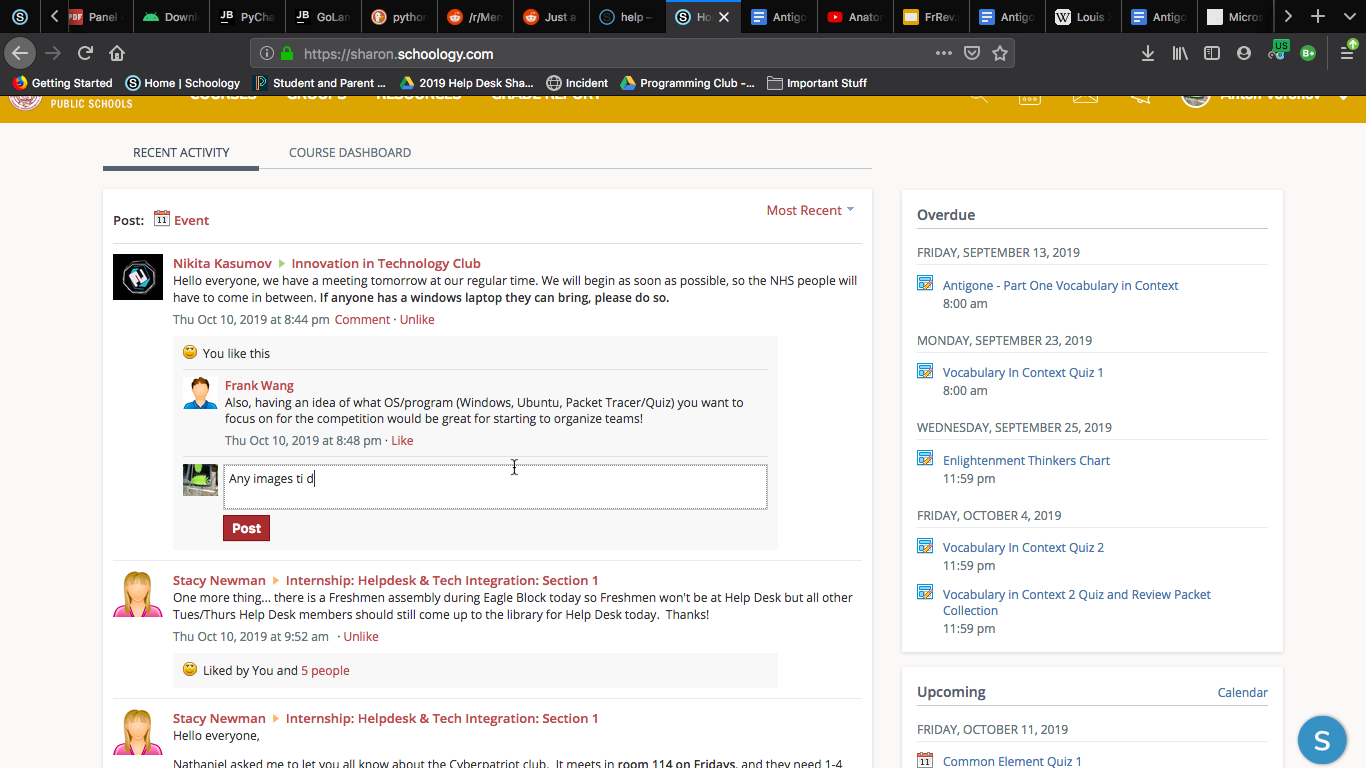 Panel
Down
PyCha
GoLan
python
/r/Men
Just a
help –
Ho
Antigo
Anator
FrRev.
Antigo
Louis
Antigo
Micros
https://sharon.schoology.com
US
B+
Getting Started
Home | Schoology
Student and Parent ...
2019 Help Desk Sha...
Incident
Programming Club -...
Important Stuff
PUBLIC SCHOOLS
COURSES
GROUPS
RESOURCES
GRADE REPORT
Anton Voronov
RECENT ACTIVITY
COURSE DASHBOARD
Post: 11 Event
Most Recent
Nikita Kasumov Innovation in Technology Club
Hello everyone, we have a meeting tomorrow at our regular time. We will begin as soon as possible, so the NHS people will
have to come in between. If anyone has a windows laptop they can bring, please do so.
Thu Oct 10, 2019 at 8:44 pm Comment · Unlike
You like this
Frank Wang
Also, having an idea of what OS/program (Windows, Ubuntu, Packet Tracer/Quiz) you want to
focus on for the competition would be great for starting to organize teams!
Thu Oct 10, 2019 at 8:48 pm · Like
Any images ti d
Post
Stacy Newman Internship: Helpdesk & Tech Integration: Section 1
One more thing... there is a Freshmen assembly during Eagle Block today so Freshmen won't be at Help Desk but all other
Tues/Thurs Help Desk members should still come up to the library for Help Desk today. Thanks!
Thu Oct 10, 2019 at 9:52 am · Unlike
Liked by You and 5 people
Stacy Newman Internship: Helpdesk & Tech Integration: Section 1
Hello everyone,
Nathaniel asked me to let you all know about the Cyberpatriot club. It meets in room 114 on Fridays, and they need 1-4
Overdue
FRIDAY, SEPTEMBER 13, 2019
Antigone - Part One Vocabulary in Context
8:00 am
MONDAY, SEPTEMBER 23, 2019
Vocabulary In Context Quiz 1
8:00 am
WEDNESDAY, SEPTEMBER 25, 2019
Enlightenment Thinkers Chart
11:59 pm
FRIDAY, OCTOBER 4, 2019
Vocabulary In Context Quiz 2
11:59 pm
Vocabulary in Context 2 Quiz and Review Packet
Collection
11:59 pm
Upcoming
Calendar
FRIDAY, OCTOBER 11, 2019
11 Common Element Quiz 1
S